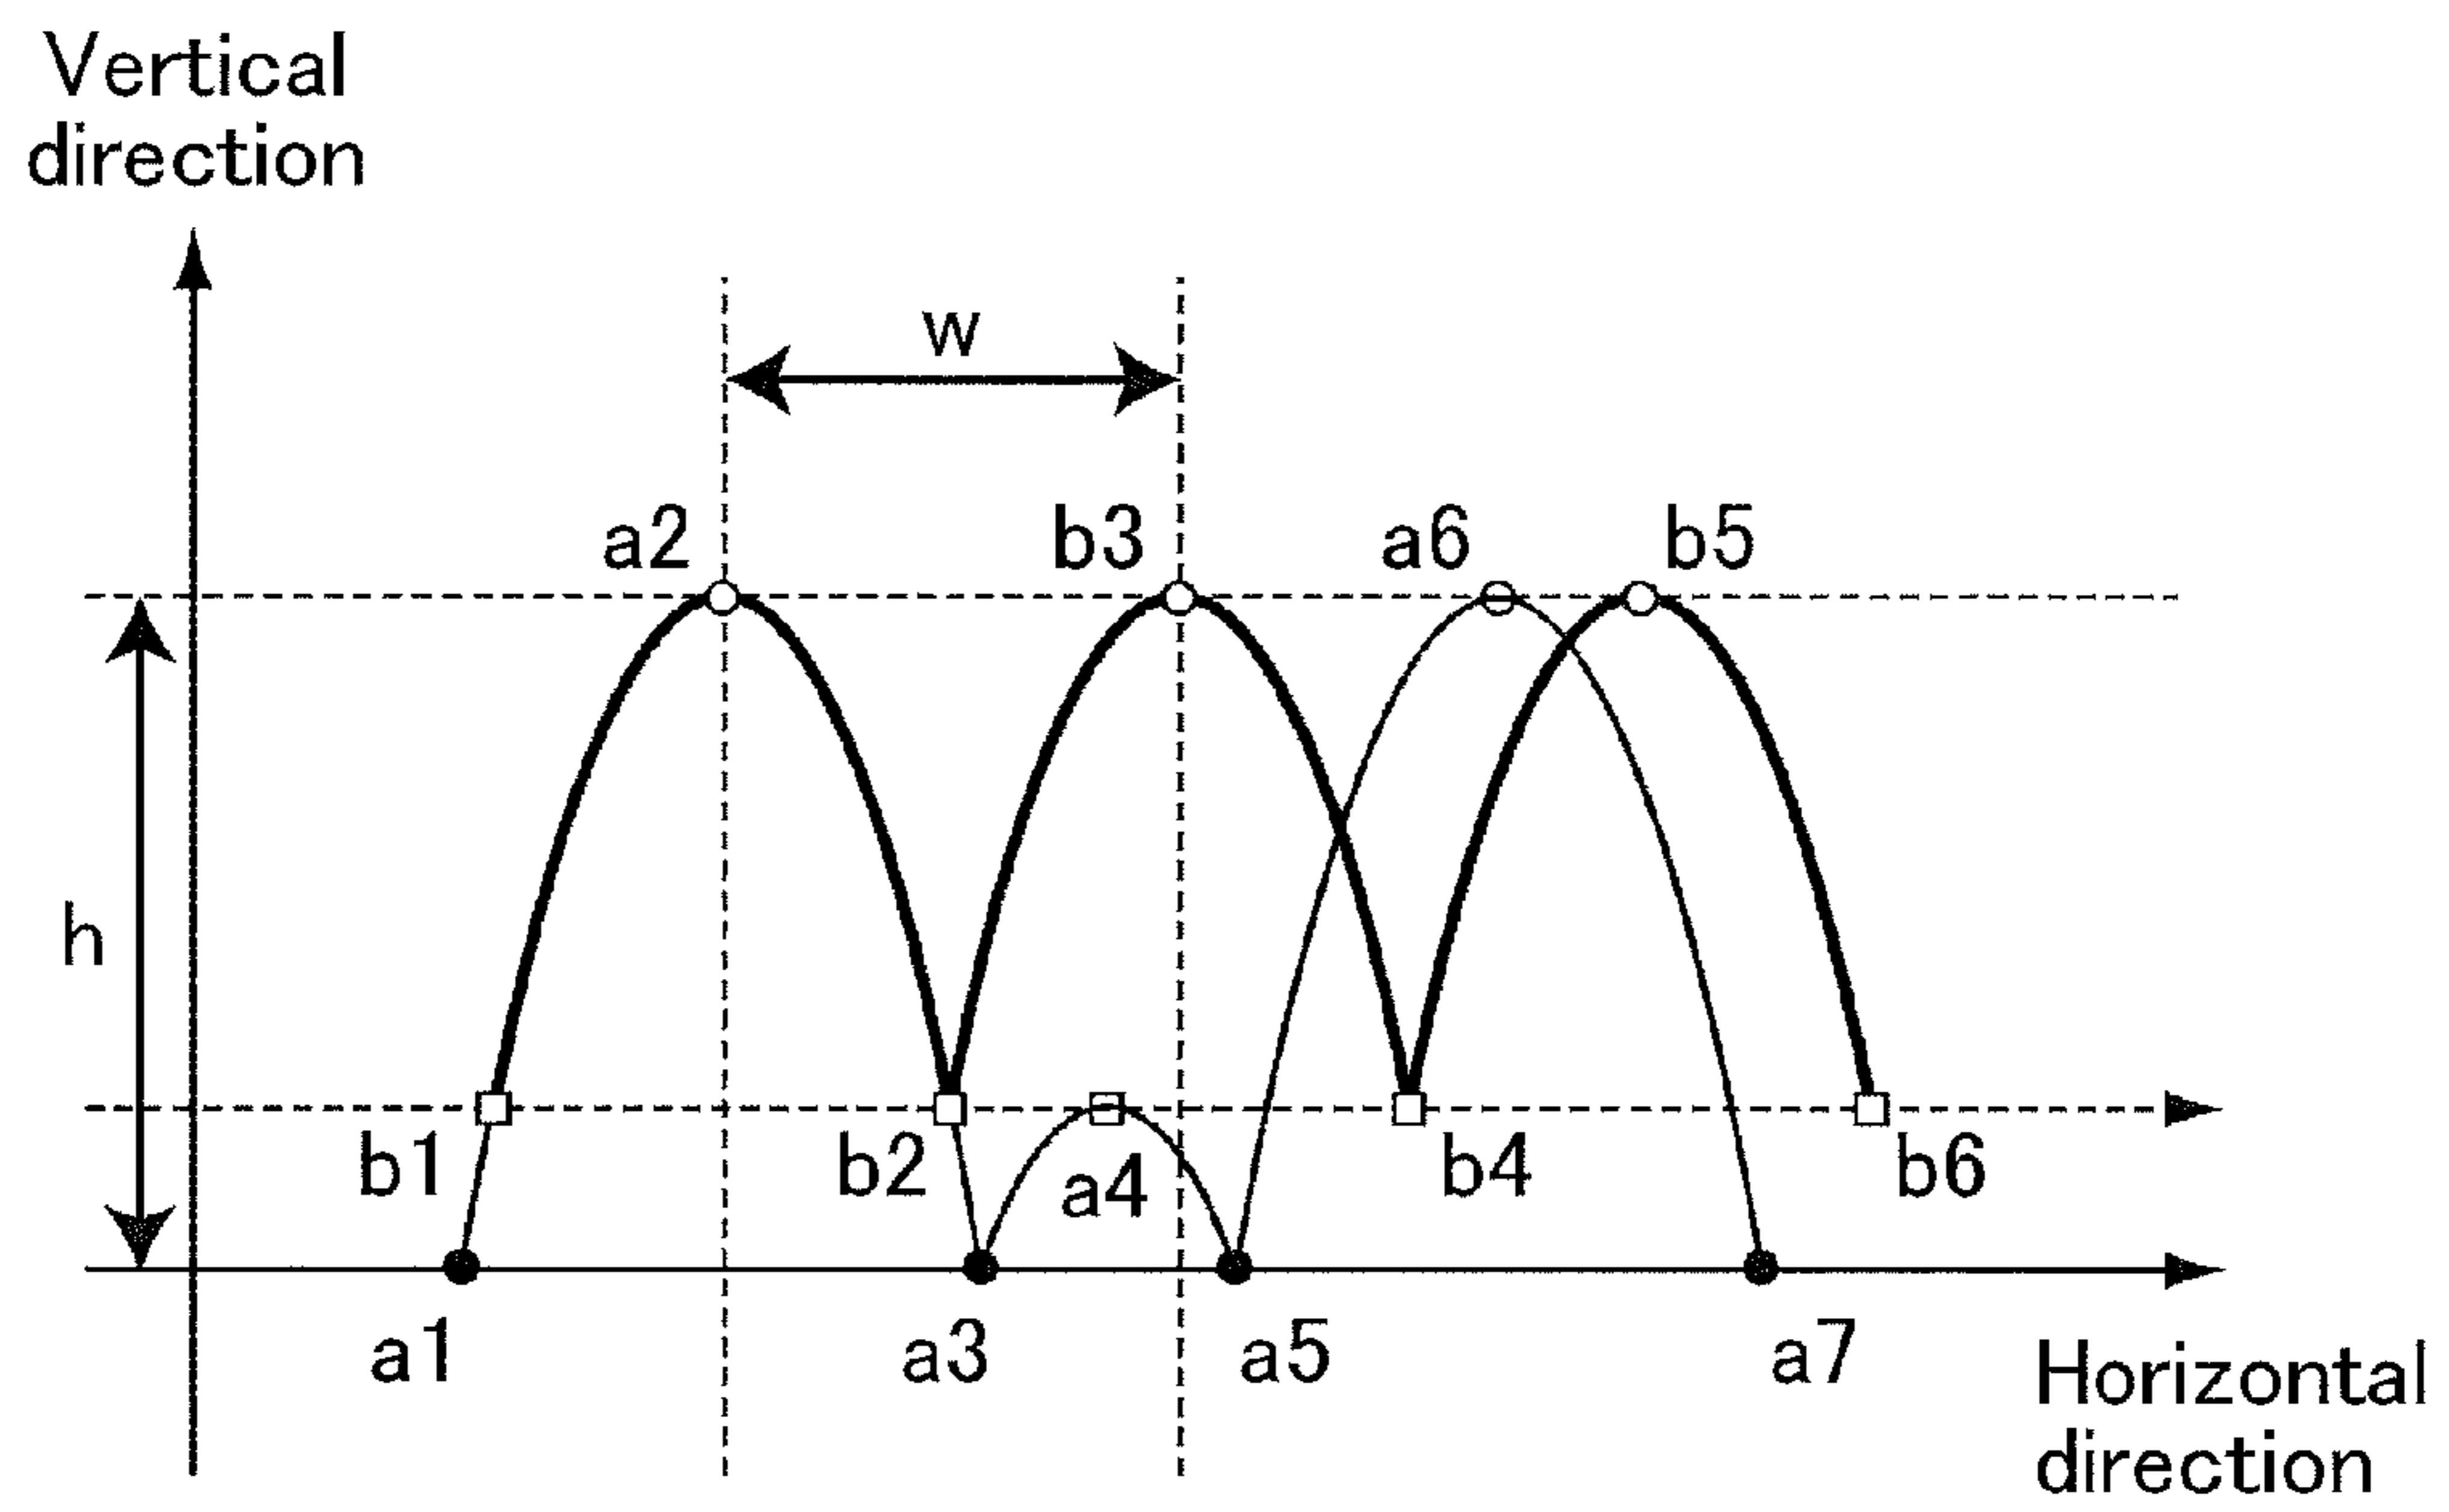 Vertical
direction
w
a2
b3
a6
b5
h
b1
b2
a4
b4
b6
a1
a3
a5
a7
Horizontal
direction